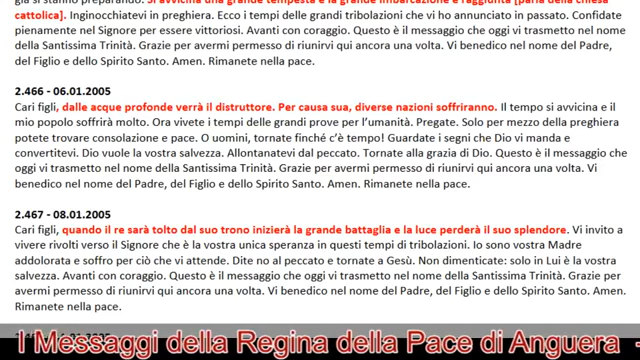 già si stanno preparando. Si avvicina una grande tempesta e la grande imbarcazione è raggiunta [parla della chiesa
cattolica]. Inginocchiatevi in preghiera. Ecco i tempi delle grandi tribolazioni che vi ho annunciato in passato. Confidate
pienamente nel Signore per essere vittoriosi. Avanti con coraggio. Questo è il messaggio che oggi vi trasmetto nel nome
della Santissima Trinità. Grazie per avermi permesso di riunirvi qui ancora una volta. Vi benedico nel nome del Padre,
del Figlio e dello Spirito Santo. Amen. Rimanete nella pace.
2.466 - 06.01.2005
Cari figli, dalle acque profonde verrà il distruttore. Per causa sua, diverse nazioni soffriranno. Il tempo si avvicina e il
mio popolo soffrirà molto. Ora vivete i tempi delle grandi prove per l'umanità. Pregate. Solo per mezzo della preghiera
potete trovare consolazione e pace. O uomini, tornate finché c'è tempo! Guardate i segni che Dio vi manda e
convertitevi. Dio vuole la vostra salvezza. Allontanatevi dal peccato. Tornate alla grazia di Dio. Questo è il messaggio che
oggi vi trasmetto nel nome della Santissima Trinità. Grazie per avermi permesso di riunirvi qui ancora una volta. Vi
benedico nel nome del Padre, del Figlio e dello Spirito Santo. Amen. Rimanete nella pace.
2.467 - 08.01.2005
Cari figli, quando il re sarà tolto dal suo trono inizierà la grande battaglia e la luce perderà il suo splendore. Vi invito a
vivere rivolti verso il Signore che è la vostra unica speranza in questi tempi di tribolazioni. Io sono vostra Madre
addolorata e soffro per ciò che vi attende. Dite no al peccato e tornate a Gesù. Non dimenticate: solo in Lui è la vostra
salvezza. Avanti con coraggio. Questo è il messaggio che oggi vi trasmetto nel nome della Santissima Trinità. Grazie per
avermi permesso di riunirvi qui ancora una volta. Vi benedico nel nome del Padre, del Figlio e dello Spirito Santo. Amen.
Rimanete nella pace.
I Messaggi della Regina della Pace di Anguera -